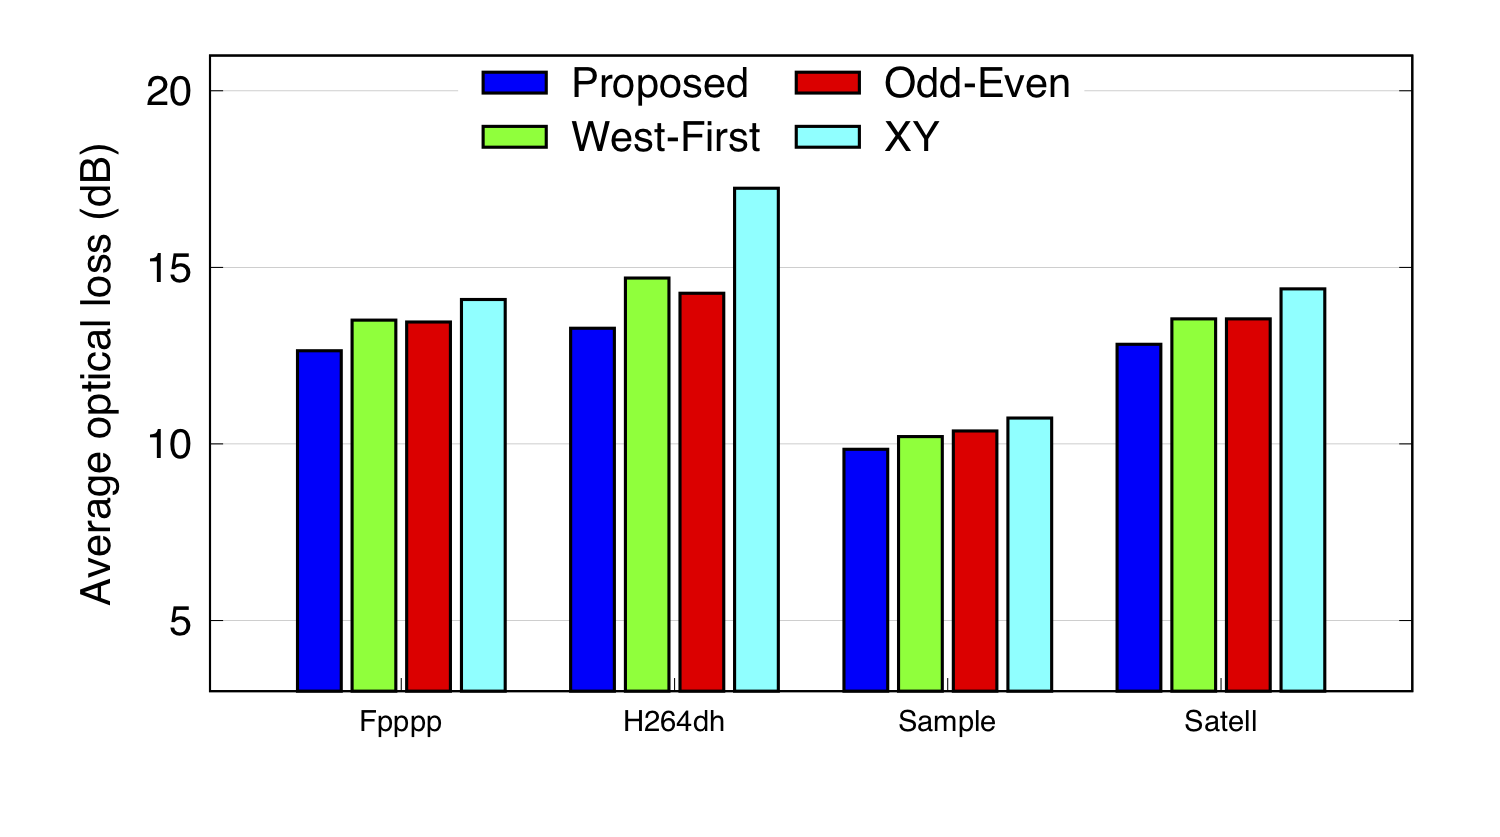 Proposed
Odd-Even
West-First
XY
Average optical loss (dB)
20
15
10
5
Fpppp
H264dh
Sample
Satell